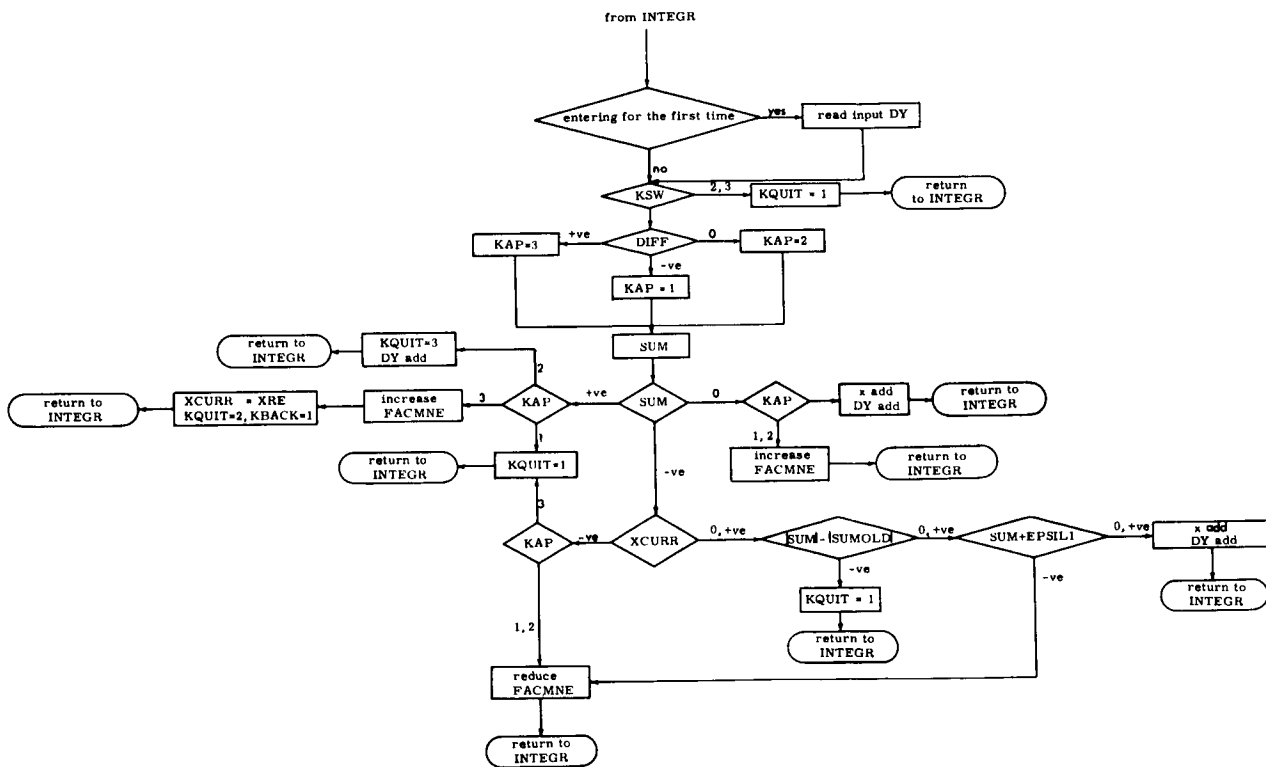 from INTEGR
entering for the first time
yes
read input DY
no
KSW
2, 3
KQUIT = 1
return
to INTEGR
KAP=3
+ve
DIFF
0
KAP=2
-ve
KAP = 1
SUM
return to
INTEGR
KQUIT=3
DY add
2
return to
INTEGR
XCURR = XRE
KQUIT=2, KBACK=1
increase
FACMNE
3
KAP
+ve
SUM
0
KAP
x add
DY add
return to
INTEGR
1
1, 2
return to
INTEGR
KQUIT=1
increase
FACMNE
return to
INTEGR
-ve
3
KAP
-ve
XCURR
0, +ve
|SUM|-|SUMOLD|
0, +ve
SUM+EPSIL1
0, +ve
x add
DY add
-ve
-ve
KQUIT = 1
return to
INTEGR
1, 2
return to
INTEGR
reduce
FACMNE
return to
INTEGR